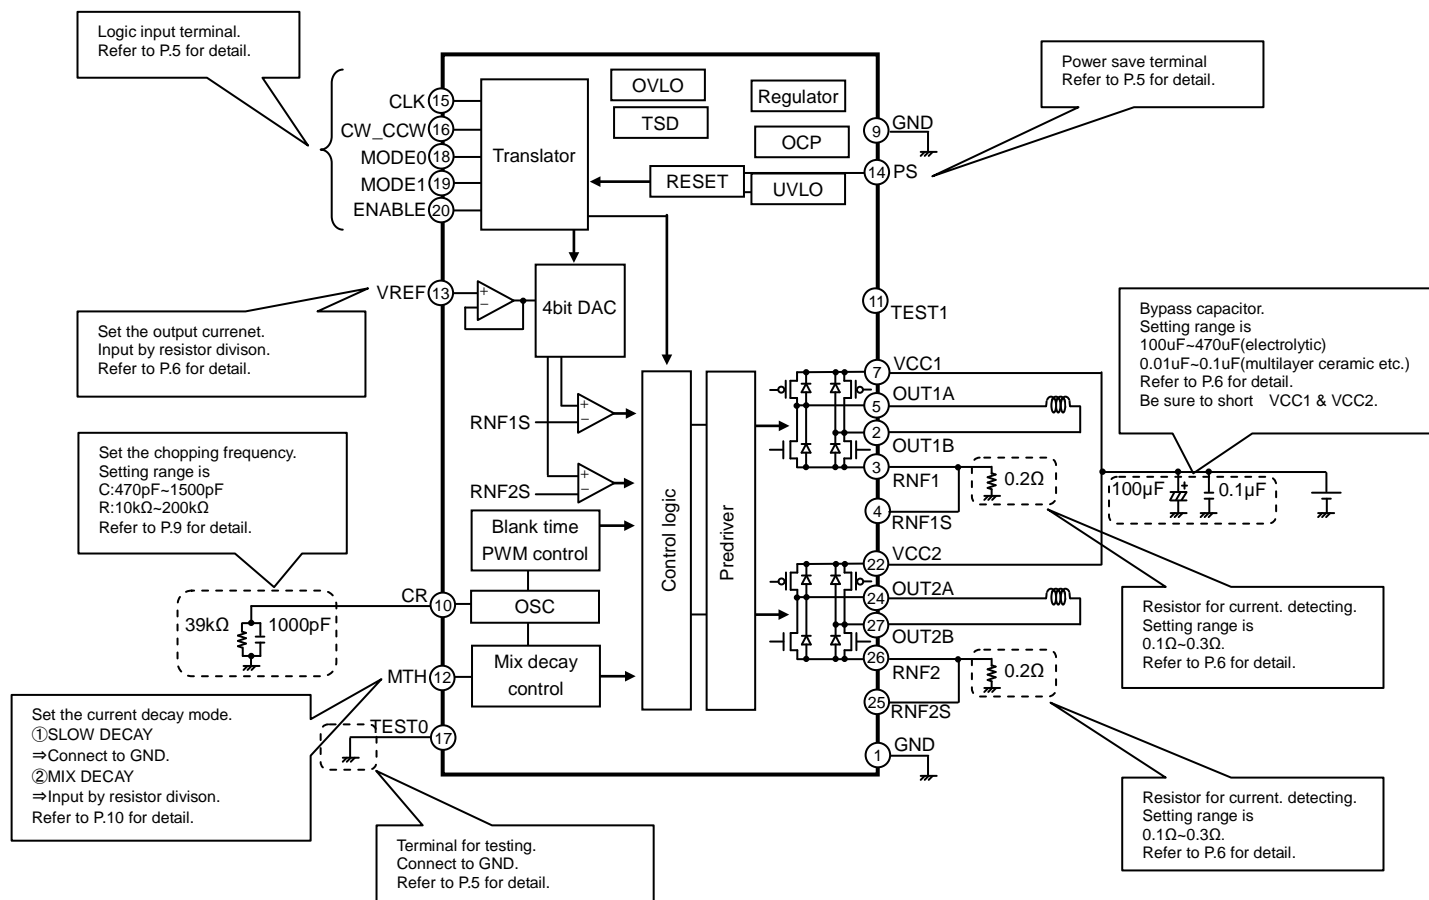 Logic input terminal.
Refer to P.5 for detail.
Power save terminal
Refer to P.5 for detail.
CLK 15
CW_CCW 16
MODE0 18
MODE1 19
ENABLE 20
Translator
OVLO
TSD
Regulator
OCP
RESET
UVLO
9 GND
14 PS
VREF 13
+
−
4bit DAC
11
TEST1
Set the output currenet.
Input by resistor divison.
Refer to P.6 for detail.
Bypass capacitor.
Setting range is
100uF~470uF(electrolytic)
0.01uF~0.1uF(multilayer ceramic etc.)
Refer to P.6 for detail.
Be sure to short VCC1 & VCC2.
7 VCC1
5 OUT1A
2
OUT1B
3
RNF1
4
RNF1S
0.2Ω
RNF1S
+
−
RNF2S
+
−
Set the chopping frequency.
Setting range is
C:470pF~1500pF
R:10kΩ~200kΩ
Refer to P.9 for detail.
100µF
+
0.1µF
Blank time
PWM control
Control logic
Predriver
22 VCC2
24 OUT2A
27
OUT2B
26
RNF2
25
RNF2S
0.2Ω
CR
10
OSC
39kΩ
1000pF
MTH 12
Mix decay
control
Resistor for current. detecting.
Setting range is
0.1Ω~0.3Ω.
Refer to P.6 for detail.
Set the current decay mode.
①SLOW DECAY
⇒Connect to GND.
②MIX DECAY
⇒Input by resistor divison.
Refer to P.10 for detail.
TEST0
17
1 GND
Terminal for testing.
Connect to GND.
Refer to P.5 for detail.
Resistor for current. detecting.
Setting range is
0.1Ω~0.3Ω.
Refer to P.6 for detail.